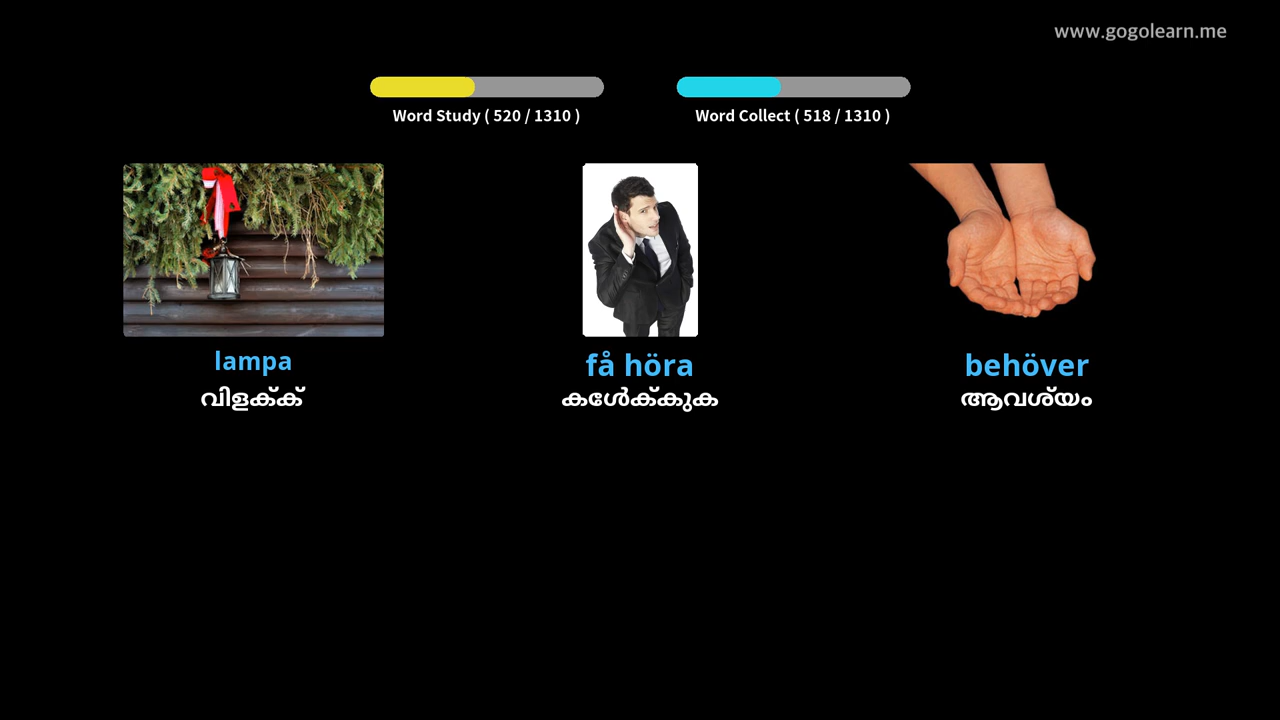 www.gogolearn.me
Word Study ( 520 / 1310 )
Word Collect ( 518 / 1310 )
lampa
få höra
behöver
വിളക്ക്
കേൾക്കുക
ആവശ്യം